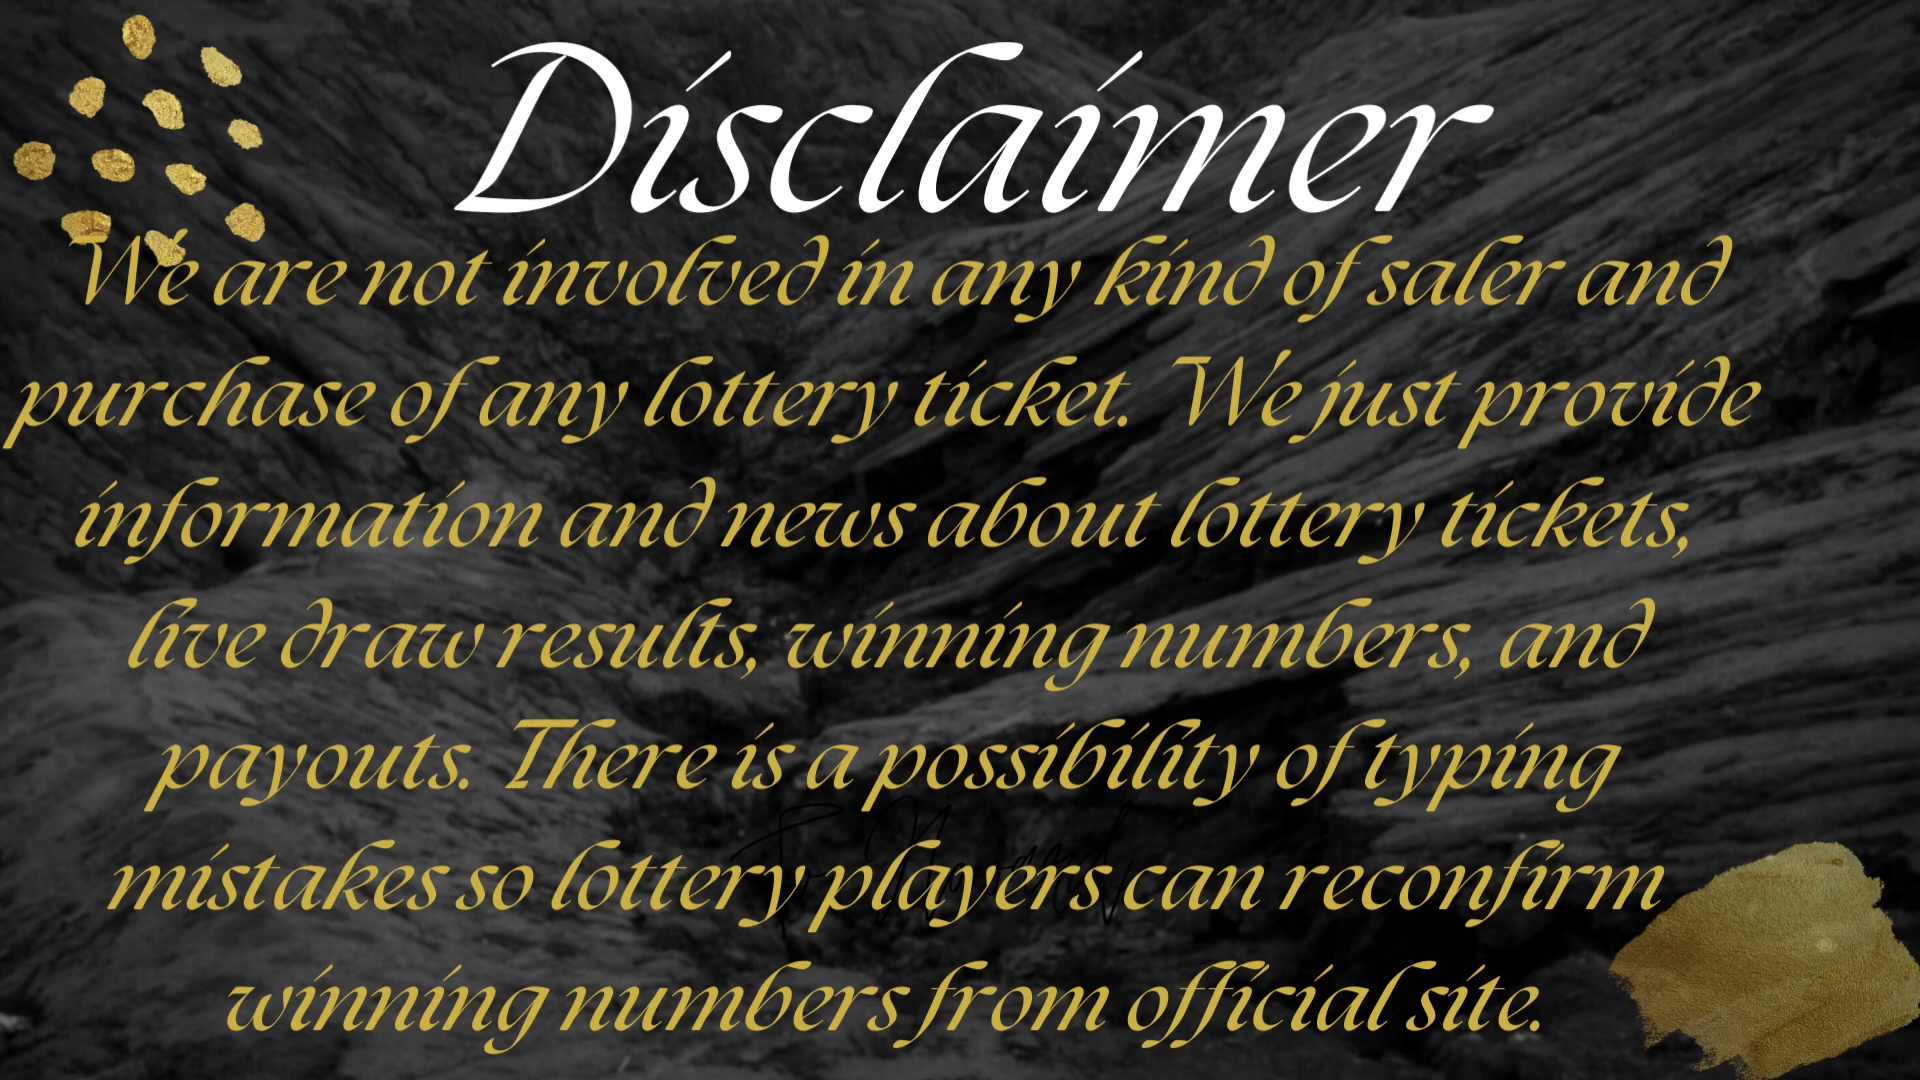 Disclaimer
We are not involved in any kind of saler and
purchase of any lottery ticket. We just provide
information and news about lottery tickets,
live draw results, winning numbers, and
payouts. There is a possibility of typing
mistakes so lottery players can reconfirm
winning numbers from official site.